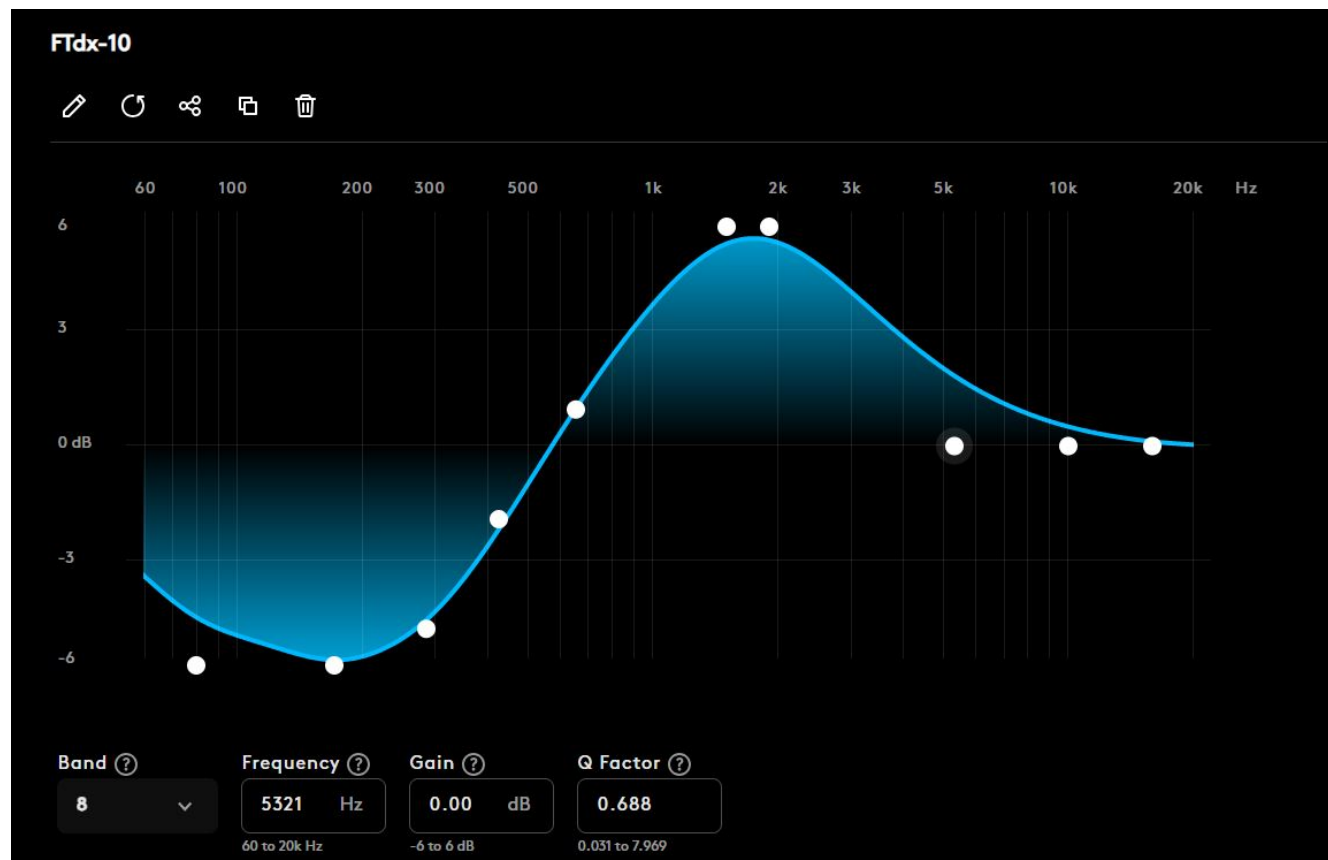 FTdx-10
60 100 200 300 500 1k 2k 3k 5k 10k 20k Hz
6
3
0 dB
-3
-6
Band ? Frequency ? Gain ? Q Factor ?
8 5321 Hz 0.00 dB 0.688
60 to 20k Hz -6 to 6 dB 0.031 to 7.969